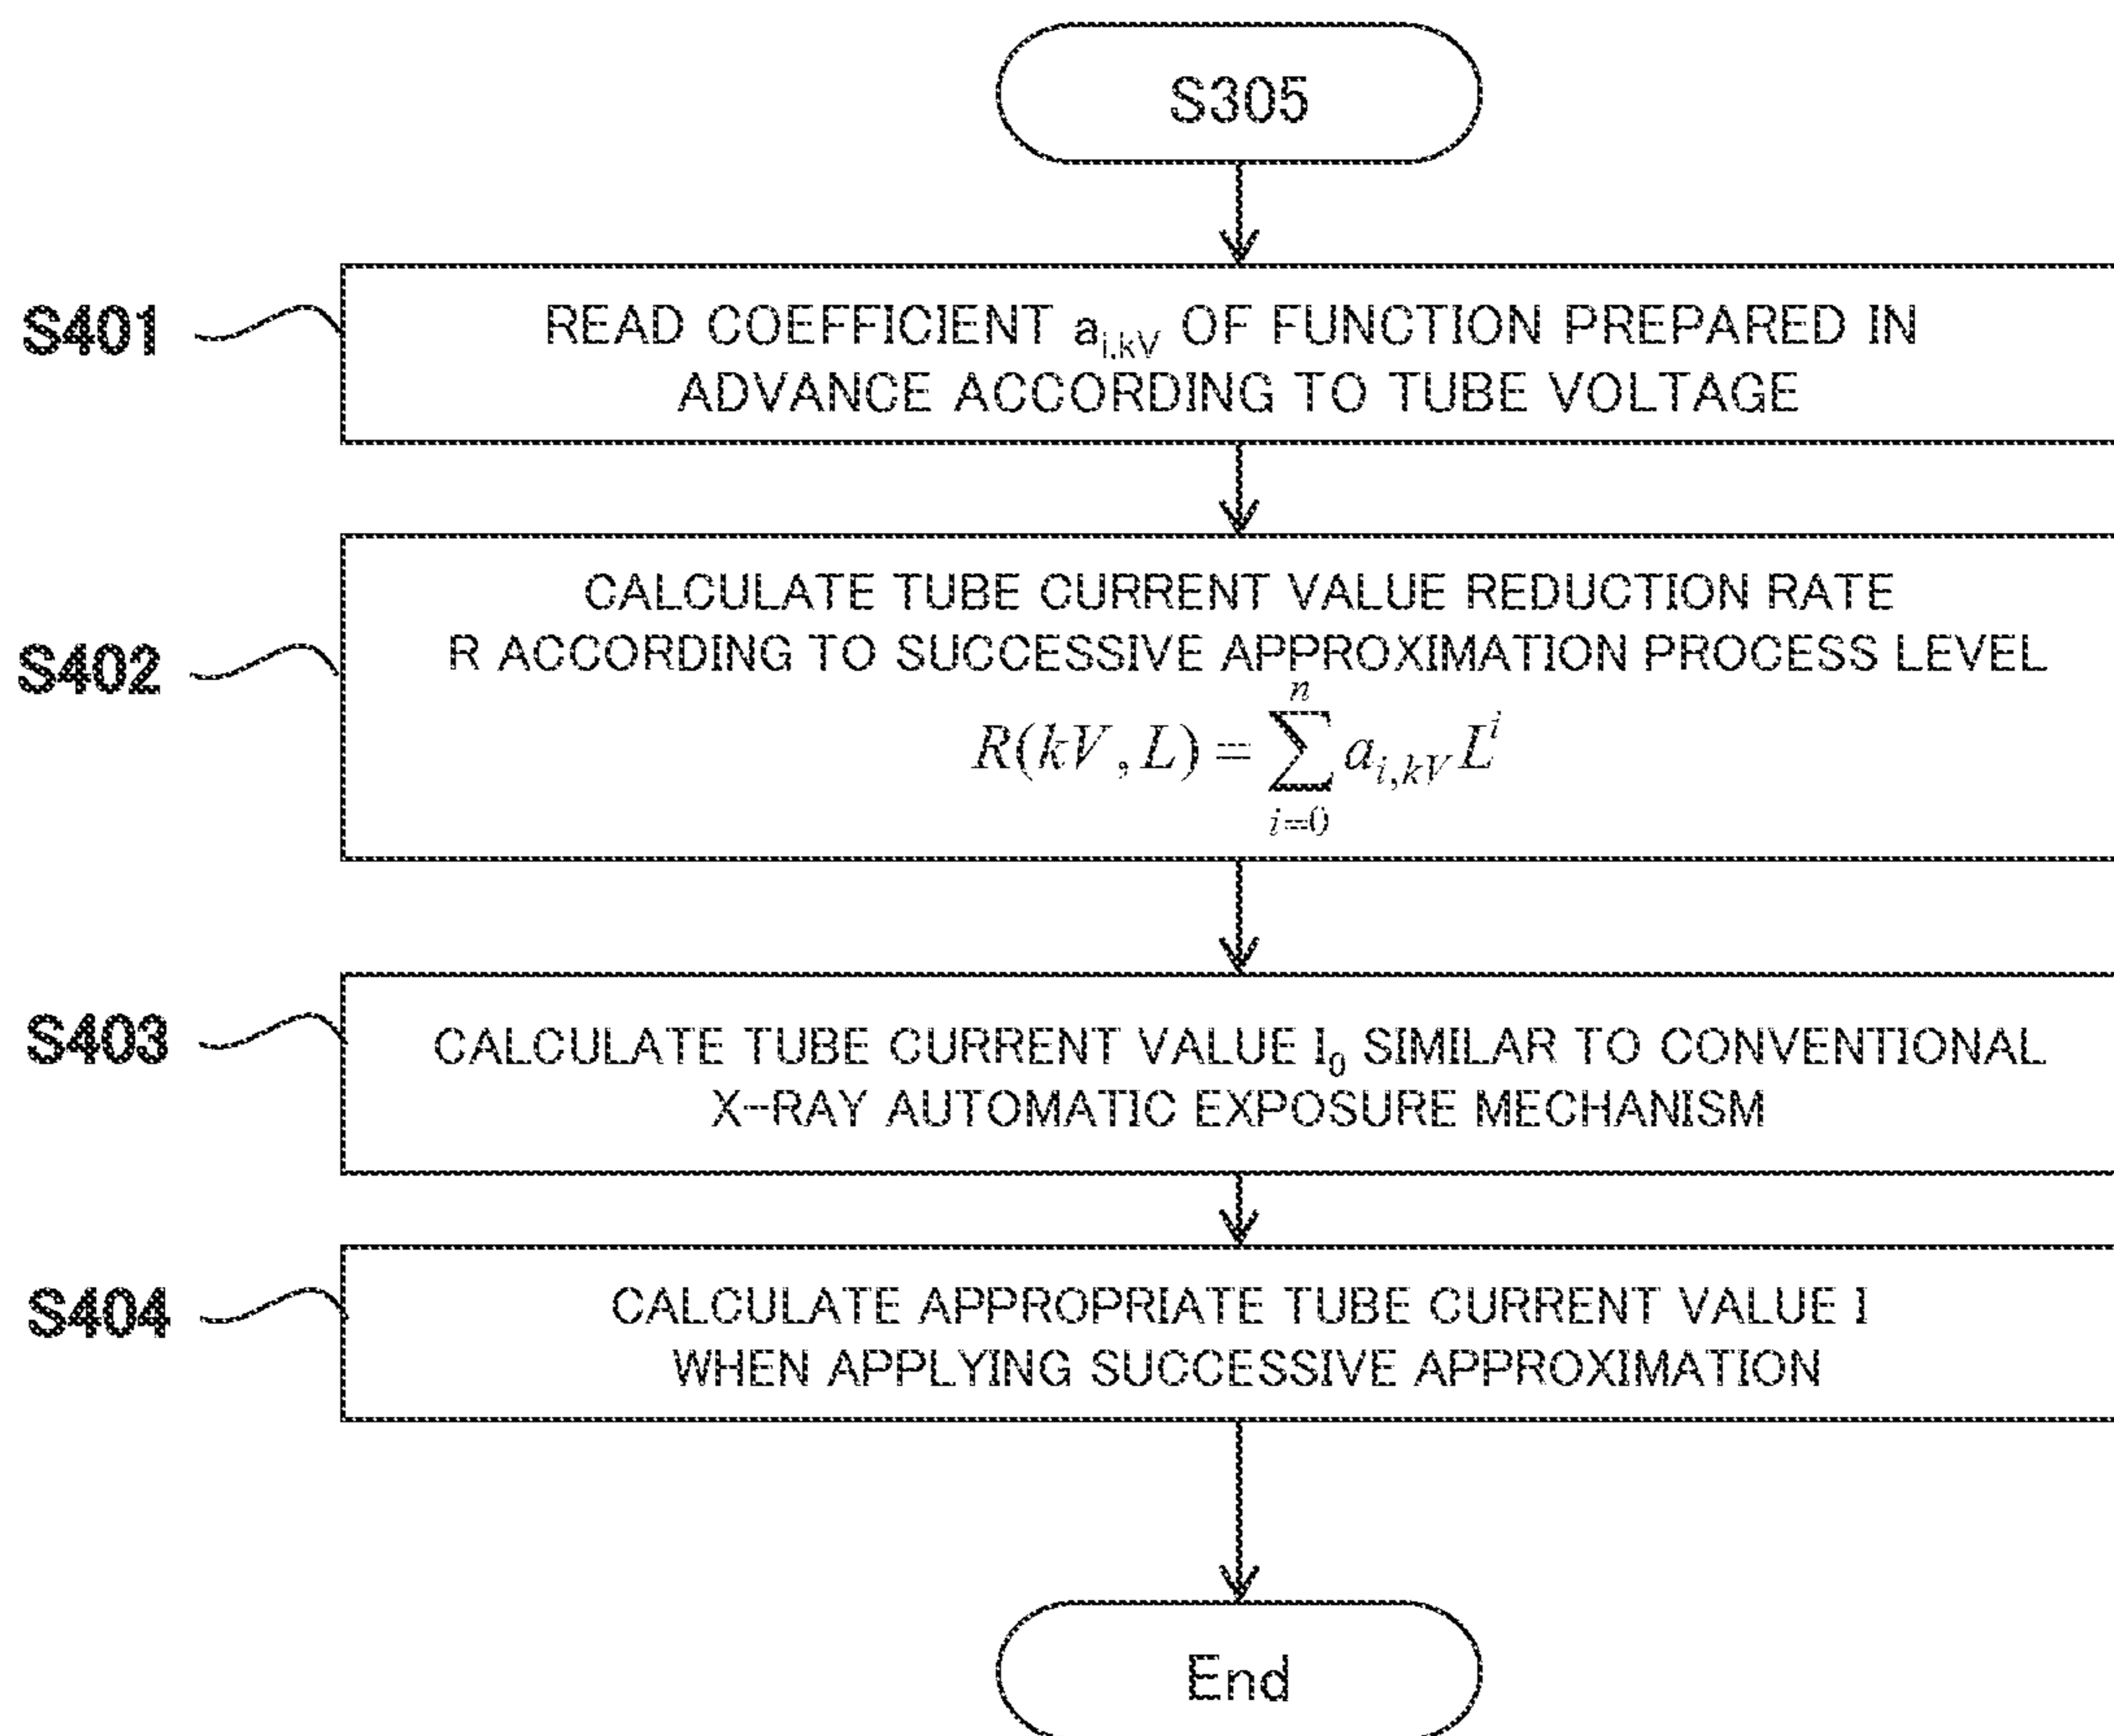 S305
S401
READ COEFFICIENT a_{i,kV} OF FUNCTION PREPARED IN
ADVANCE ACCORDING TO TUBE VOLTAGE
S402
CALCULATE TUBE CURRENT VALUE REDUCTION RATE
R ACCORDING TO SUCCESSIVE APPROXIMATION PROCESS LEVEL
R(kV, L) = \sum_{i=0}^{n} a_{i,kV} L^i
S403
CALCULATE TUBE CURRENT VALUE I_0 SIMILAR TO CONVENTIONAL
X-RAY AUTOMATIC EXPOSURE MECHANISM
S404
CALCULATE APPROPRIATE TUBE CURRENT VALUE I
WHEN APPLYING SUCCESSIVE APPROXIMATION
End